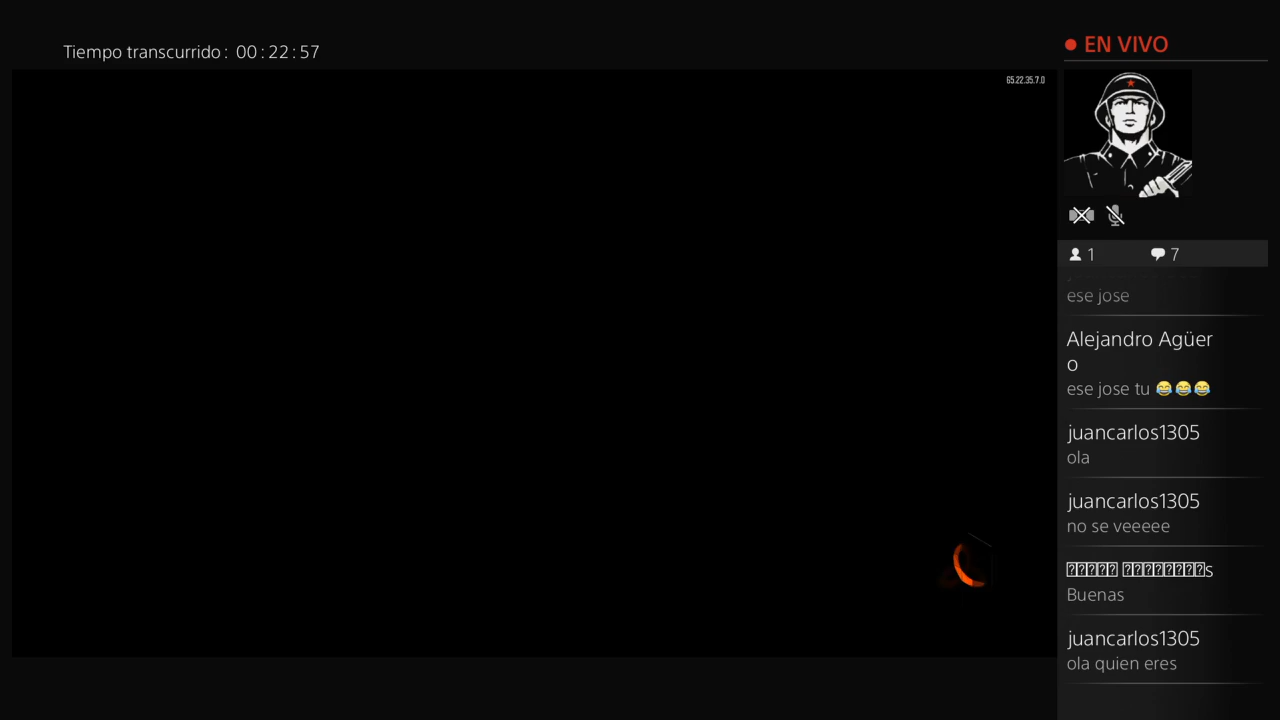 Tiempo transcurrido : 00 : 22 : 57
65.22.35.7.0
EN VIVO
1 7
ese jose
Alejandro Agüer
o
ese jose tu 😂😂😂
juancarlos1305
ola
juancarlos1305
no se veeeee
s
Buenas
juancarlos1305
ola quien eres